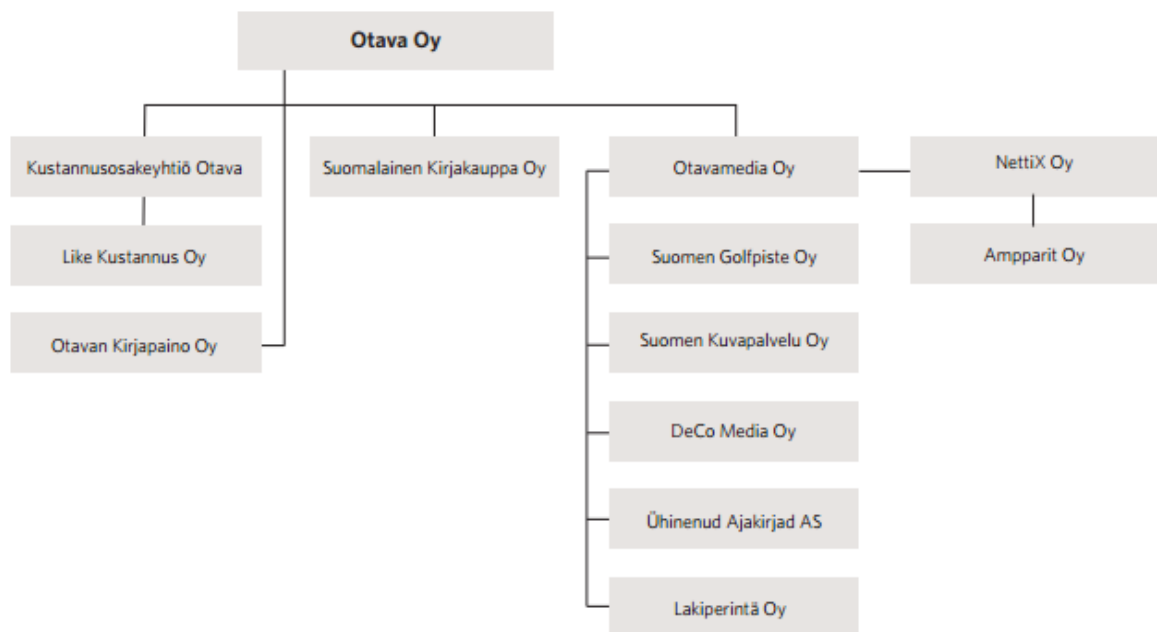 Otava Oy
Kustannusosakeyhtiö Otava
Suomalainen Kirjakauppa Oy
Otavamedia Oy
NettiX Oy
Like Kustannus Oy
Suomen Golfpiste Oy
Ampparit Oy
Otavan Kirjapaino Oy
Suomen Kuvapalvelu Oy
DeCo Media Oy
Ühinenud Ajakirjad AS
Lakiperintä Oy